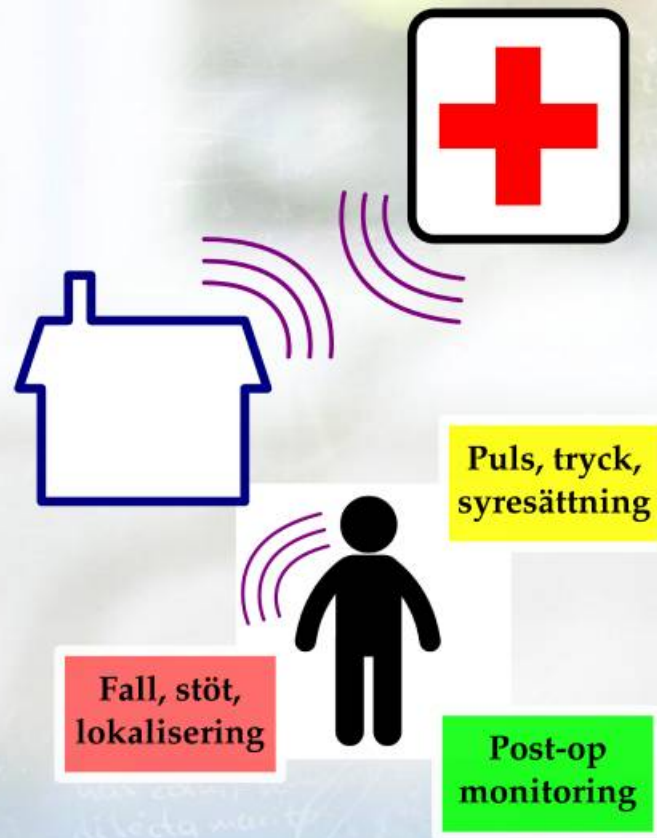 Puls, tryck,
syresättning
Fall, stöt,
lokalisering
Post-op
monitoring